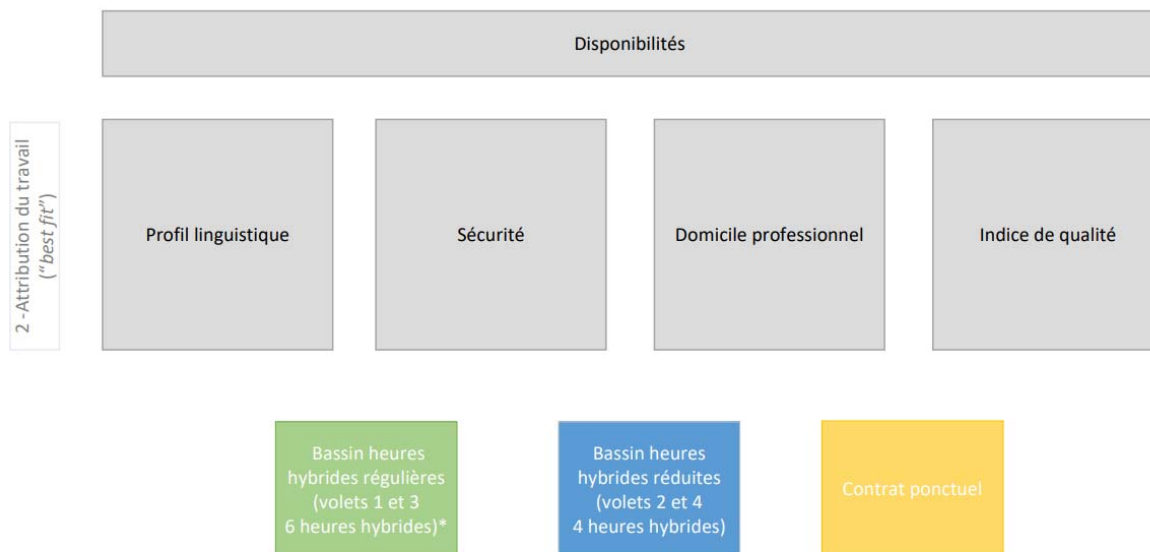 Disponibilités
2 -Attribution du travail
("best fit")
Profil linguistique
Sécurité
Domicile professionnel
Indice de qualité
Bassin heures
hybrides régulières
(volets 1 et 3
6 heures hybrides)*
Bassin heures
hybrides réduites
(volets 2 et 4
4 heures hybrides)
Contrat ponctuel